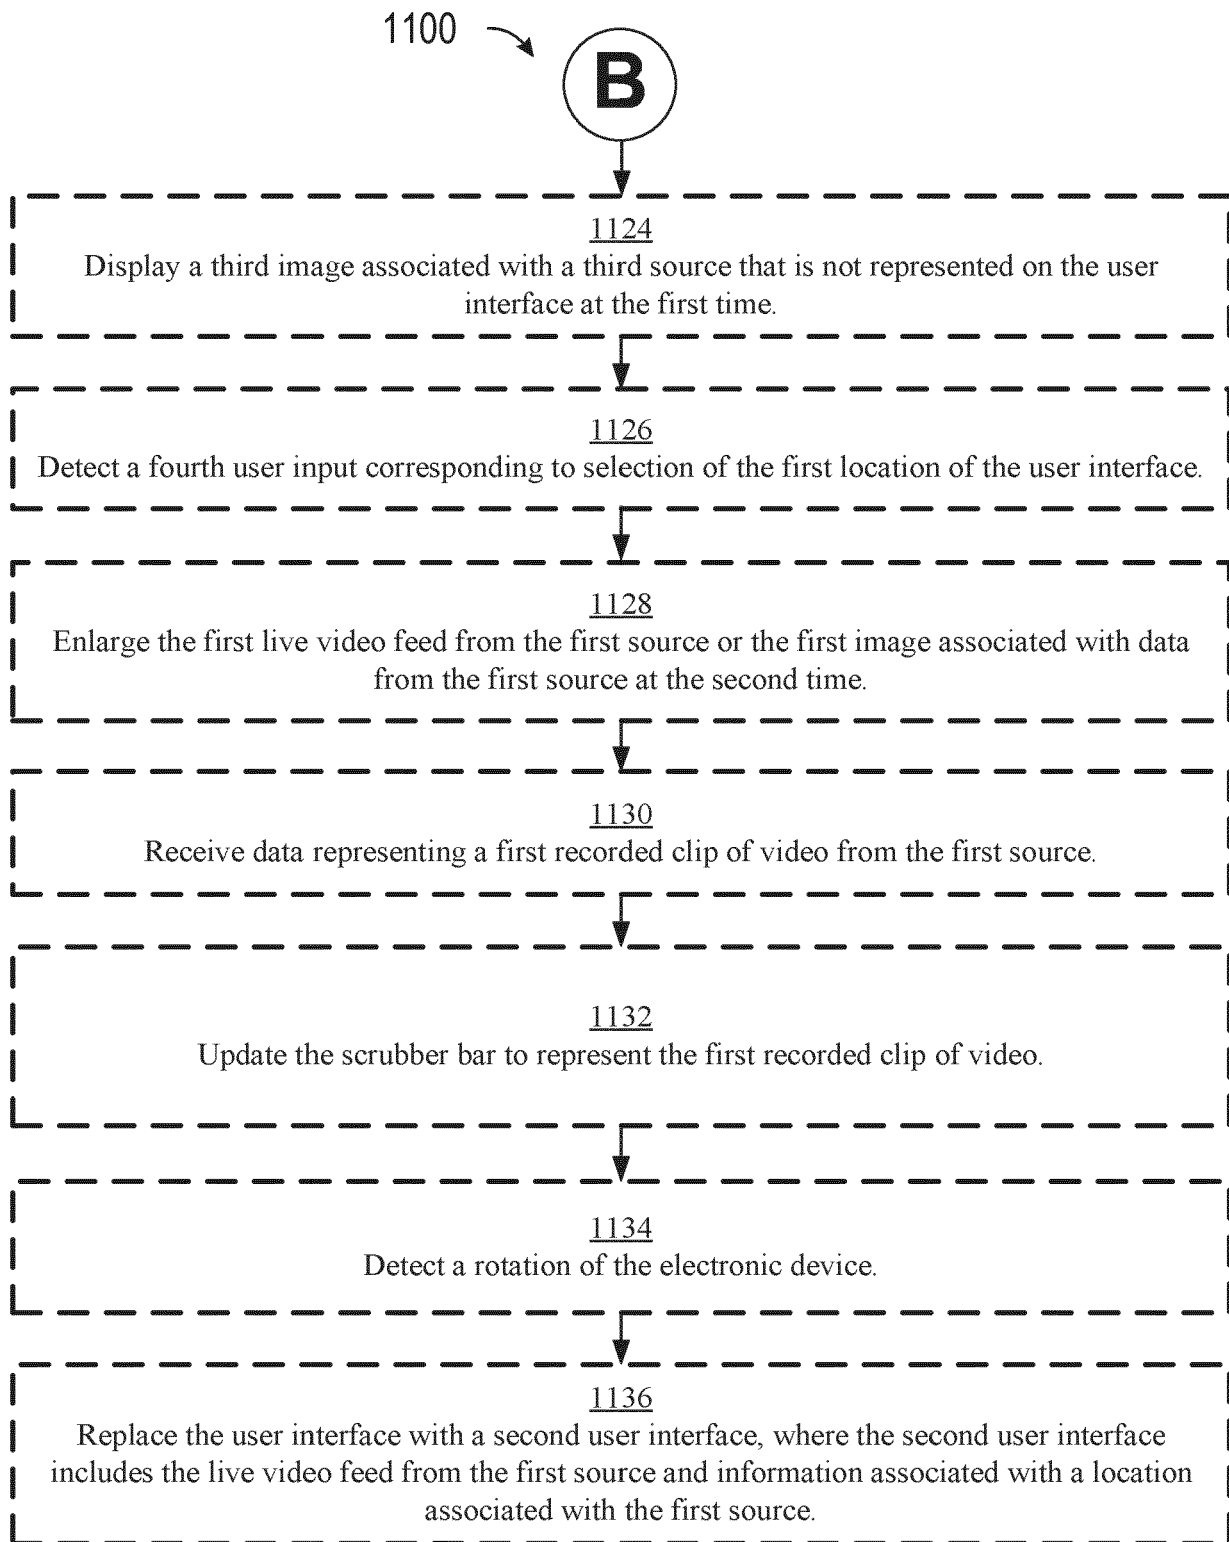 1100
B
1124
Display a third image associated with a third source that is not represented on the user
interface at the first time.
1126
Detect a fourth user input corresponding to selection of the first location of the user interface.
1128
Enlarge the first live video feed from the first source or the first image associated with data
from the first source at the second time.
1130
Receive data representing a first recorded clip of video from the first source.
1132
Update the scrubber bar to represent the first recorded clip of video.
1134
Detect a rotation of the electronic device.
1136
Replace the user interface with a second user interface, where the second user interface
includes the live video feed from the first source and information associated with a location
associated with the first source.